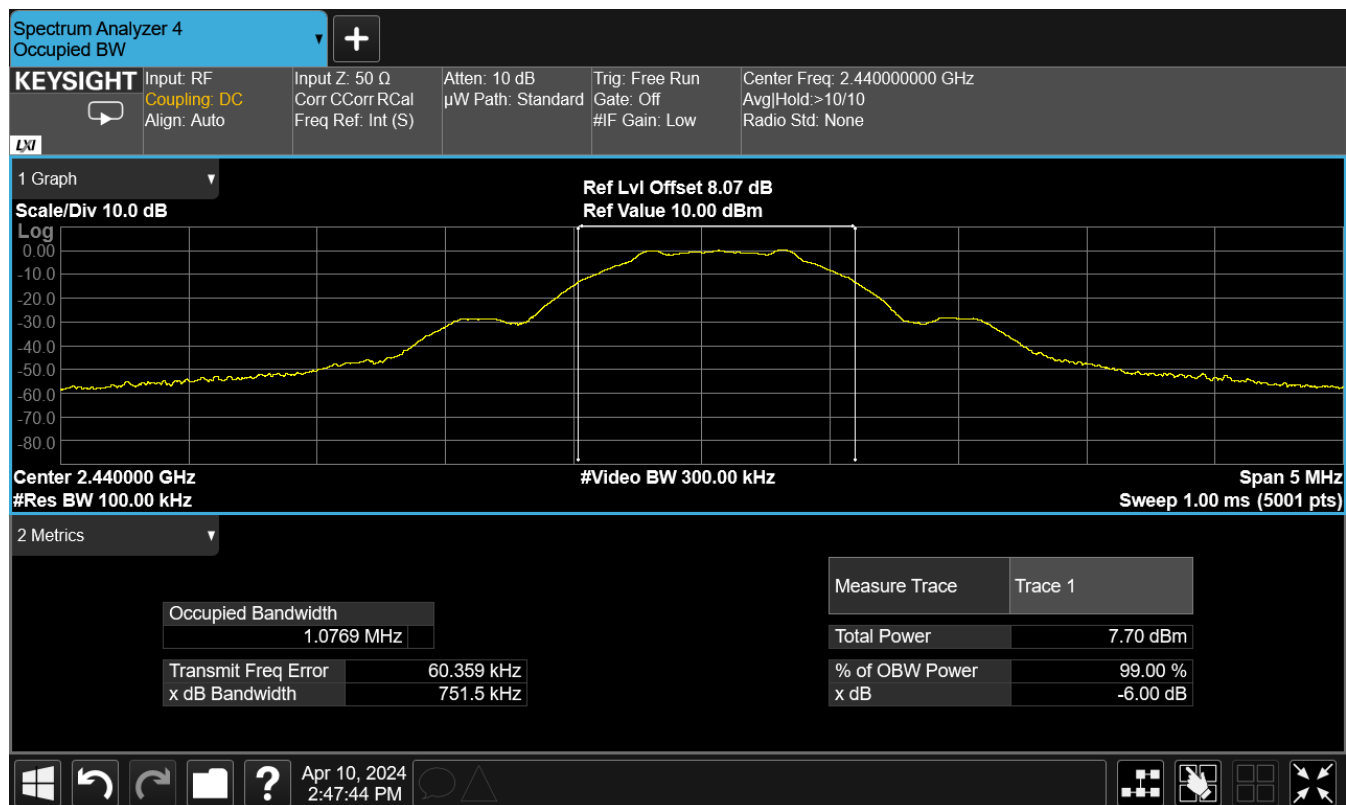 Spectrum Analyzer 4
Occupied BW
KEYSIGHT
LXI
Input: RF
Coupling: DC
Align: Auto
Input Z: 50 Ω
Corr CCorr RCal
Freq Ref: Int (S)
Atten: 10 dB
µW Path: Standard
Trig: Free Run
Gate: Off
#IF Gain: Low
Center Freq: 2.440000000 GHz
Avg|Hold:>10/10
Radio Std: None
1 Graph
Scale/Div 10.0 dB
Ref Lvl Offset 8.07 dB
Ref Value 10.00 dBm
Log
0.00
-10.0
-20.0
-30.0
-40.0
-50.0
-60.0
-70.0
-80.0
Center 2.440000 GHz
#Video BW 300.00 kHz
Span 5 MHz
#Res BW 100.00 kHz
Sweep 1.00 ms (5001 pts)
2 Metrics
Occupied Bandwidth
1.0769 MHz
Transmit Freq Error 60.359 kHz
x dB Bandwidth 751.5 kHz
Measure Trace Trace 1
Total Power 7.70 dBm
% of OBW Power 99.00 %
x dB -6.00 dB
?
Apr 10, 2024
2:47:44 PM